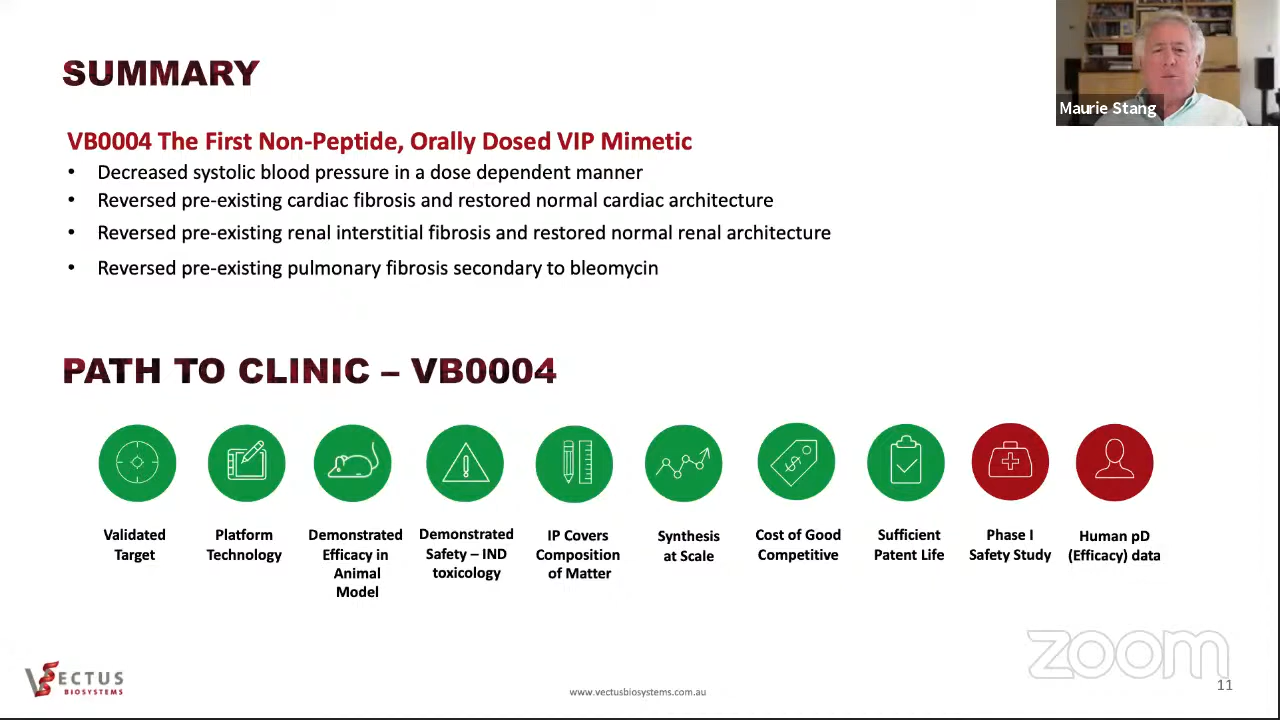 SUMMARY
Maurie Stang
VB0004 The First Non-Peptide, Orally Dosed VIP Mimetic
• Decreased systolic blood pressure in a dose dependent manner
• Reversed pre-existing cardiac fibrosis and restored normal cardiac architecture
• Reversed pre-existing renal interstitial fibrosis and restored normal renal architecture
• Reversed pre-existing pulmonary fibrosis secondary to bleomycin
PATH TO CLINIC – VB0004
Validated
Target
Platform
Technology
Demonstrated
Efficacy in
Animal
Model
Demonstrated
Safety – IND
toxicology
IP Covers
Composition
of Matter
Synthesis
at Scale
Cost of Good
Competitive
Sufficient
Patent Life
Phase I
Safety Study
Human pD
(Efficacy) data
zoom
VECTUS
BIOSYSTEMS
www.vectusbiosystems.com.au
11